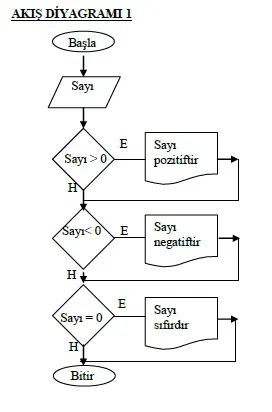 AKIŞ DİYAGRAMI 1
Başla
Sayı
Sayı > 0
E
Sayı
pozitiftir
H
Sayı< 0
E
Sayı
negatiftir
H
Sayı = 0
E
Sayı
sıfırdır
H
Bitir